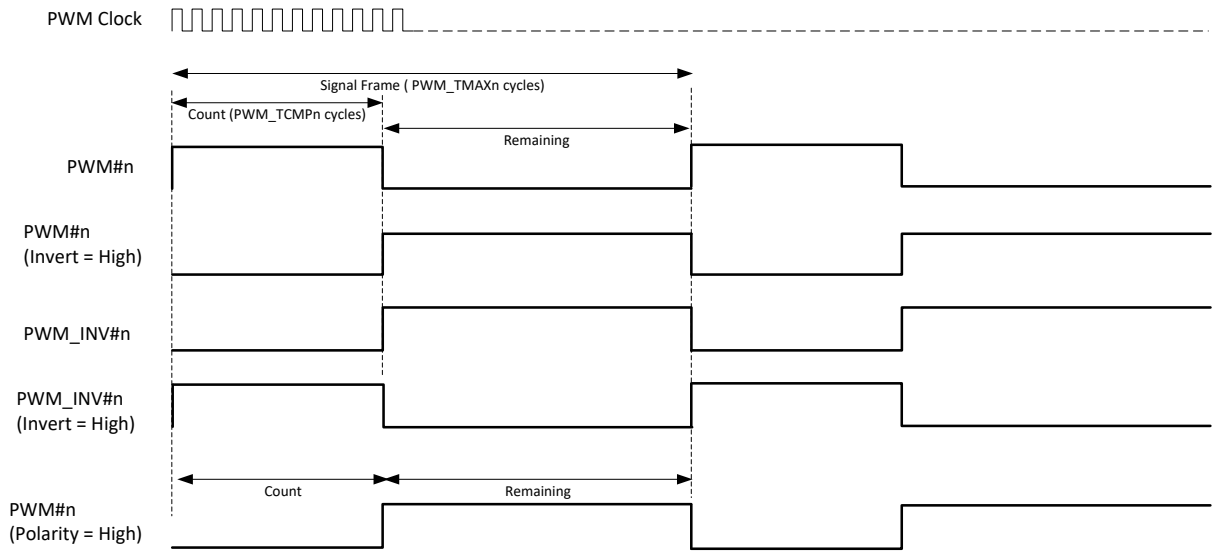 PWM Clock
Signal Frame ( PWM_TMAXn cycles)
Count (PWM_TCMPn cycles)
Remaining
PWM#n
PWM#n
(Invert = High)
PWM_INV#n
PWM_INV#n
(Invert = High)
Count
Remaining
PWM#n
(Polarity = High)